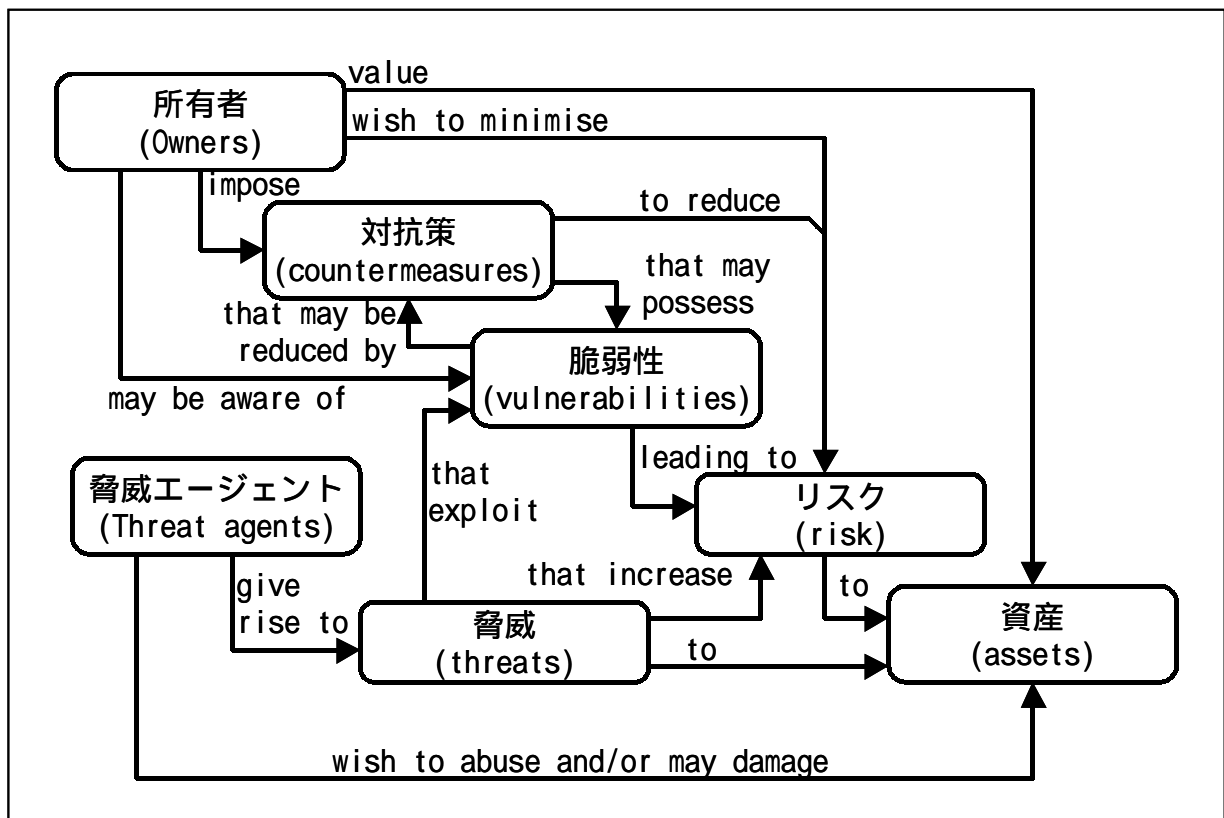 value
所有者
(Owners)
wish to minimise
impose
to reduce
対抗策
(countermeasures)
that may
possess
that may be
reduced by
脆弱性
(vulnerabilities)
may be aware of
leading to
that
exploit
脅威エージェント
(Threat agents)
リスク
(risk)
give
rise to
that increase
to
脅威
(threats)
to
資産
(assets)
wish to abuse and/or may damage